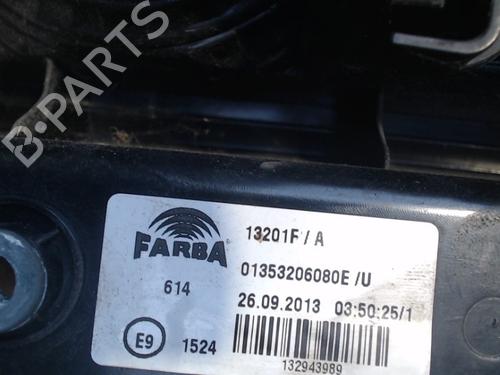 B-PARTS
FARBA
13201F / A
01353206080E /U
614
26.09.2013 03:50:25/1
E9 1524
132943989